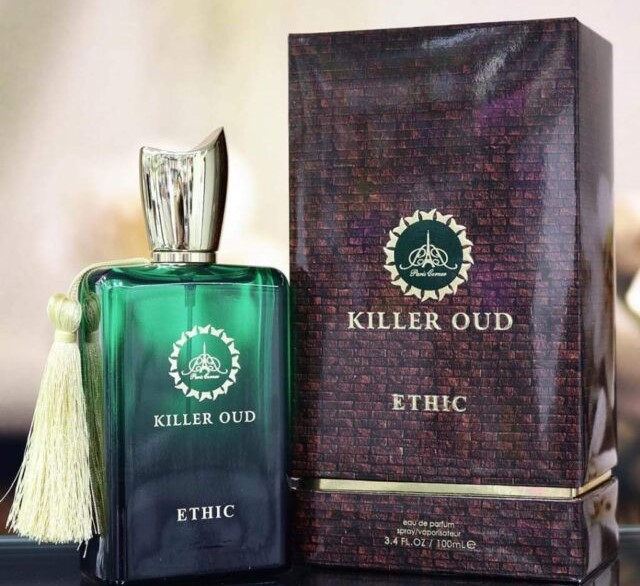 Paris Corner
KILLER OUD
ETHIC
Paris Corner
KILLER OUD
ETHIC
eau de parfum
spray/vaporisateur
3.4 FL.OZ / 100mL℮